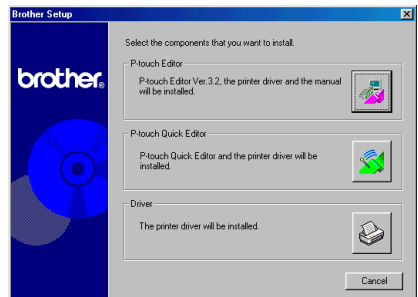 Brother Setup
brother®
Select the components that you want to install.
P-touch Editor
P-touch Editor Ver.3.2, the printer driver and the manual
will be installed.
P-touch Quick Editor
P-touch Quick Editor and the printer driver will be
installed.
Driver
The printer driver will be installed.
Cancel